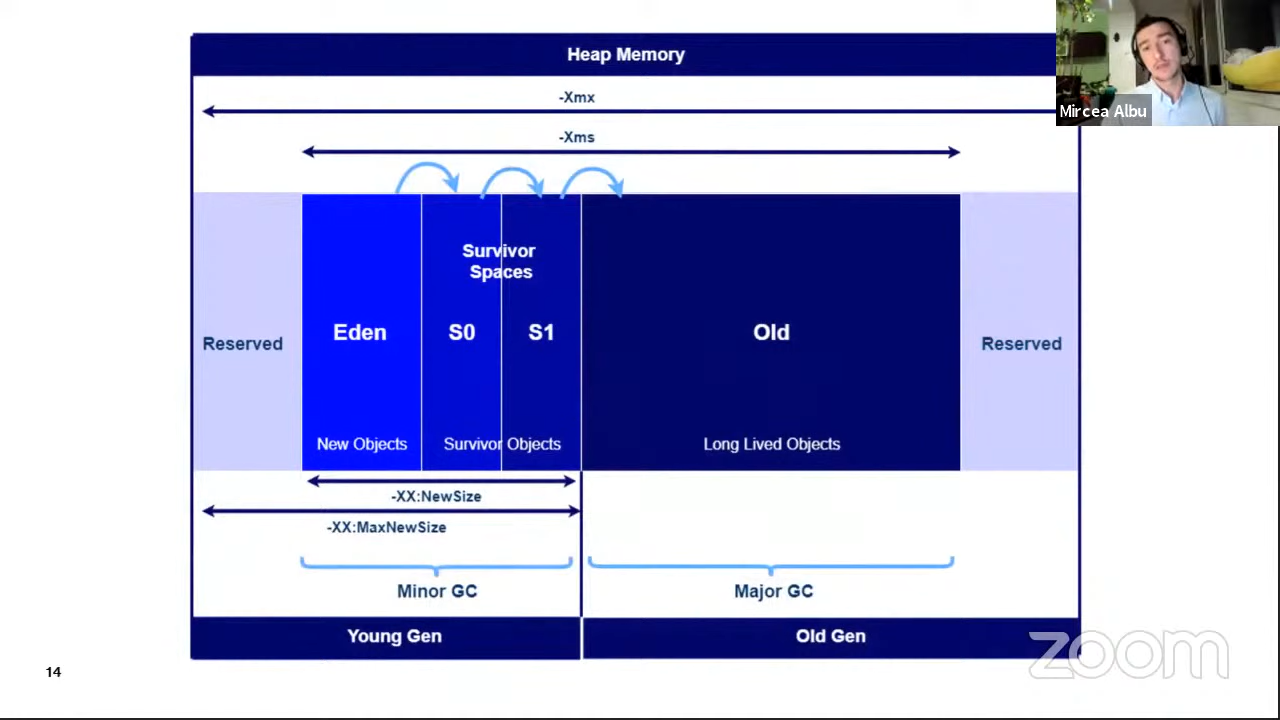 Heap Memory
-Xmx
Mircea Albu
-Xms
Survivor
Spaces
Eden
S0
S1
Old
Reserved
Reserved
New Objects
Survivor Objects
Long Lived Objects
-XX:NewSize
-XX:MaxNewSize
Minor GC
Major GC
Young Gen
Old Gen
zoom
14